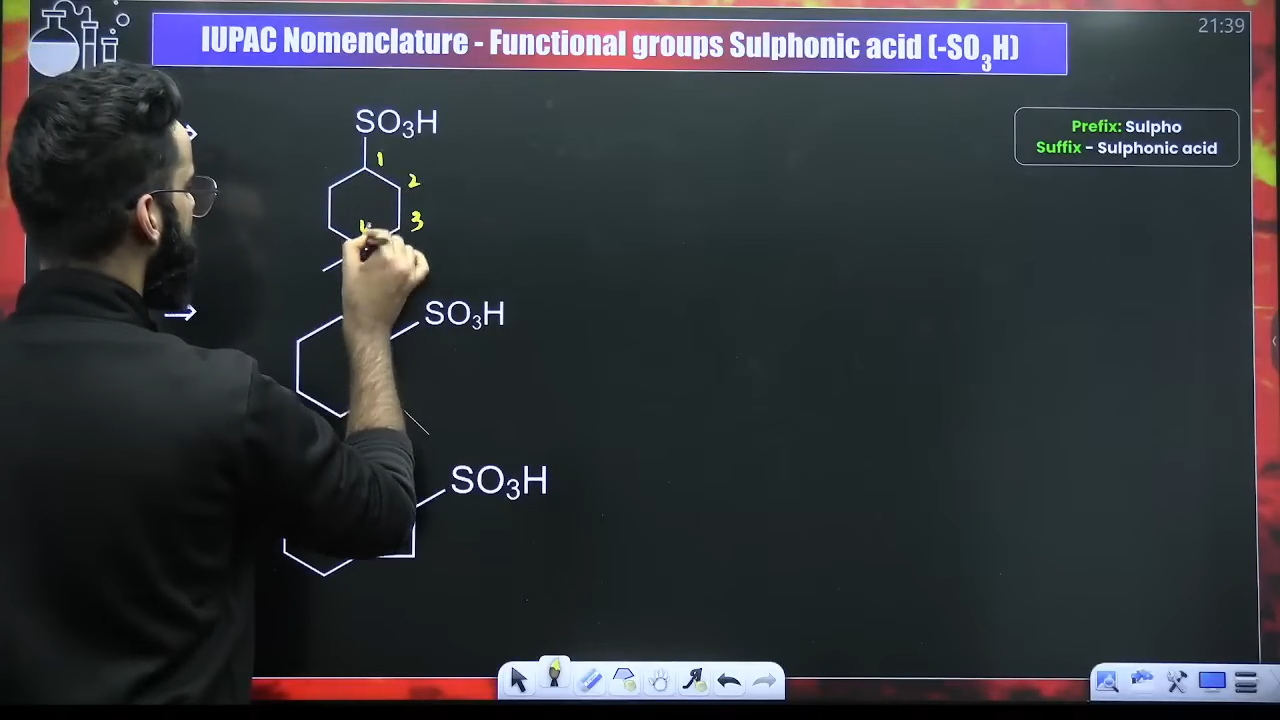 21:39
IUPAC Nomenclature - Functional groups Sulphonic acid (-SO₃H)
Prefix: Sulpho
Suffix - Sulphonic acid
SO₃H
1
2
3
SO₃H
SO₃H